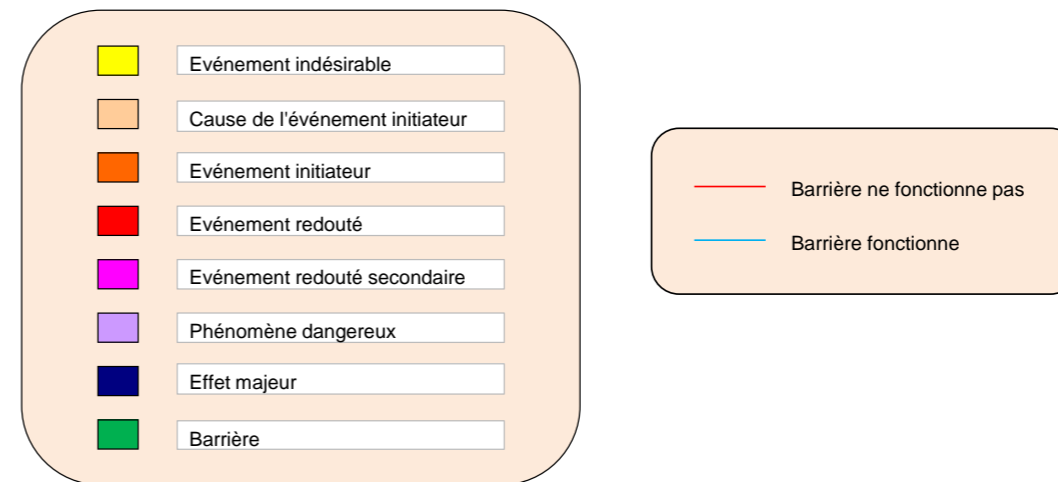 Evénement indésirable
Cause de l'événement initiateur
Evénement initiateur
Evénement redouté
Evénement redouté secondaire
Phénomène dangereux
Effet majeur
Barrière
Barrière ne fonctionne pas
Barrière fonctionne